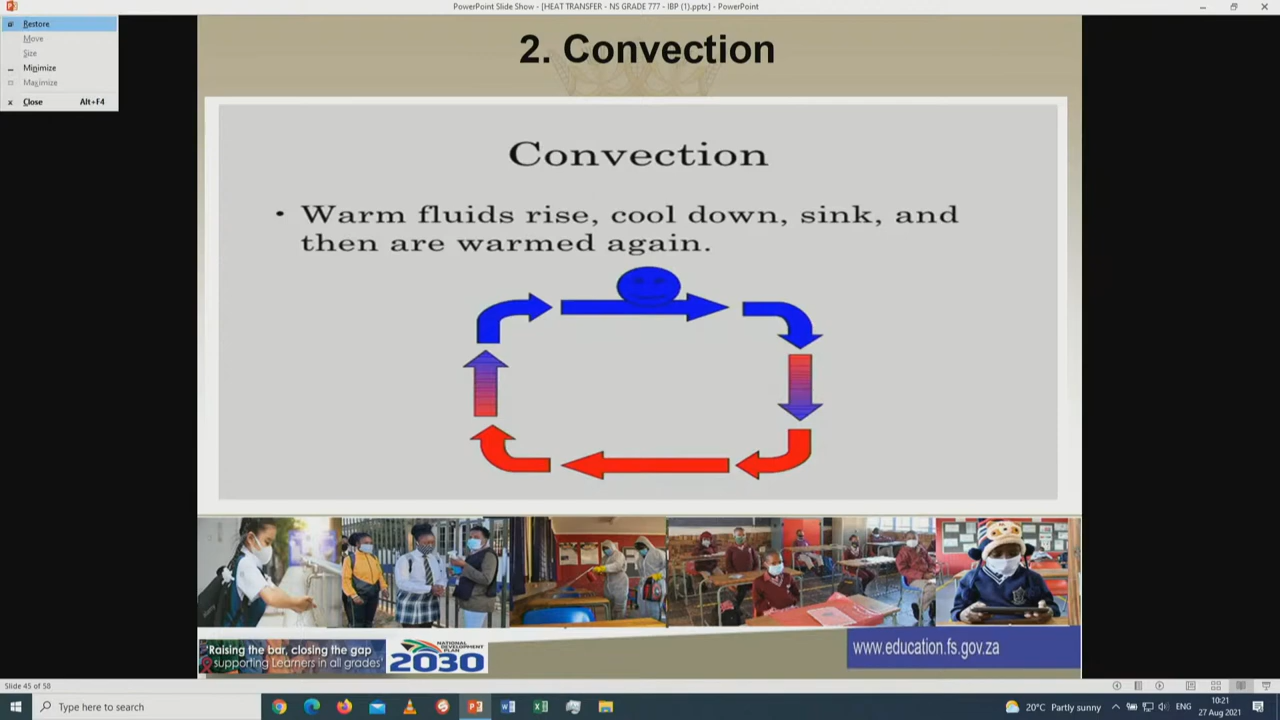 PowerPoint Slide Show - [HEAT TRANSFER - NS GRADE 777 - IBP (1).pptx] - PowerPoint
Restore
Move
Size
Minimize
Maximize
Close Alt+F4
2. Convection
Convection
• Warm fluids rise, cool down, sink, and
then are warmed again.
Raising the bar, closing the gap
supporting Learners in all grades'
NATIONAL
DEVELOPMENT
PLAN
2030
www.education.fs.gov.za
Slide 45 of 58
Type here to search
20°C Partly sunny
ENG
10:21
27 Aug 2021